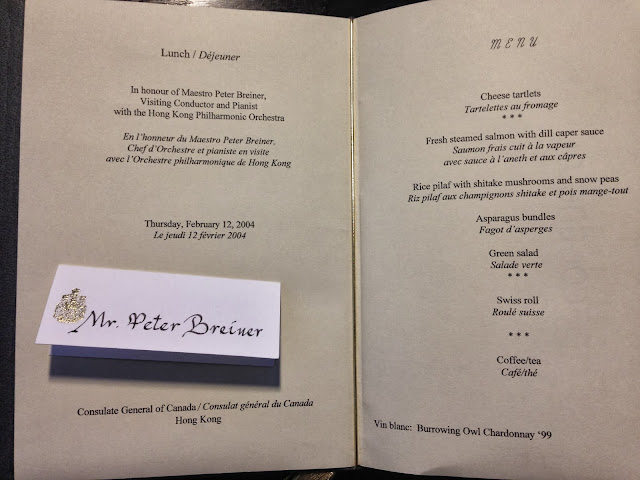 Lunch / Déjeuner
In honour of Maestro Peter Breiner,
Visiting Conductor and Pianist
with the Hong Kong Philharmonic Orchestra
En l'honneur du Maestro Peter Breiner,
Chef d'Orchestre et pianiste en visite
avec l'Orchestre philharmonique de Hong Kong
Thursday, February 12, 2004
Le jeudi 12 février 2004
Mr. Peter Breiner
Consulate General of Canada / Consulat général du Canada
Hong Kong
MENU
Cheese tartlets
Tartelettes au fromage
* * *
Fresh steamed salmon with dill caper sauce
Saumon frais cuit à la vapeur
avec sauce à l'aneth et aux câpres
Rice pilaf with shitake mushrooms and snow peas
Riz pilaf aux champignons shitake et pois mange-tout
Asparagus bundles
Fagot d'asperges
Green salad
Salade verte
* * *
Swiss roll
Roulé suisse
* * *
Coffee/tea
Café/thé
Vin blanc: Burrowing Owl Chardonnay '99